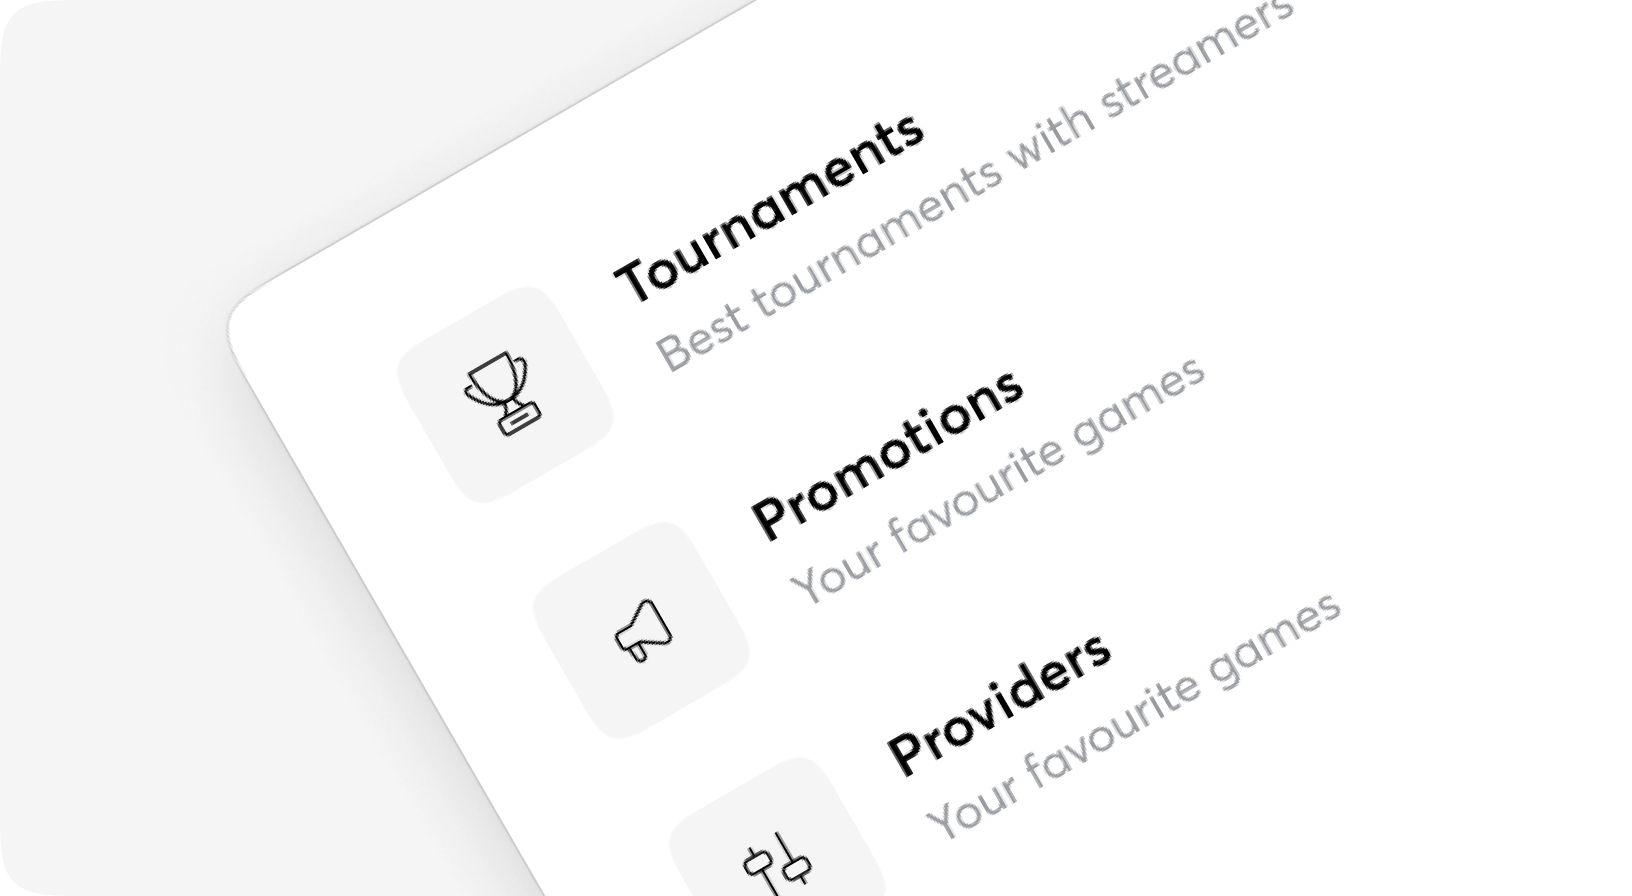 Tournaments
Best tournaments with streamers
Promotions
Your favourite games
Providers
Your favourite games